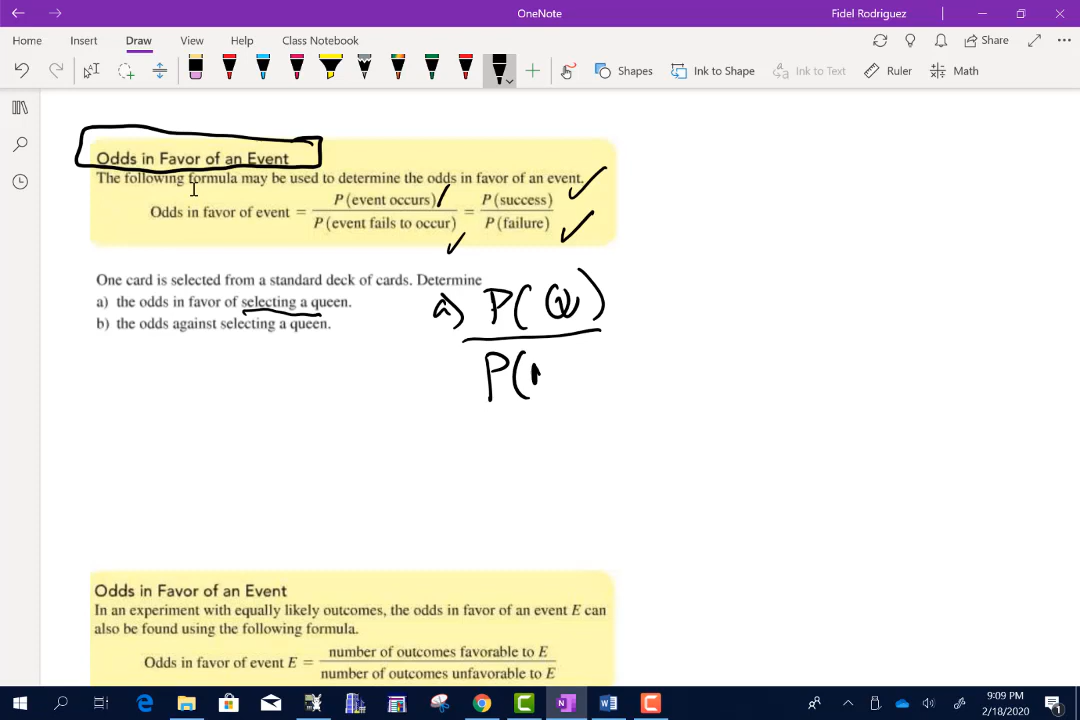 OneNote
Fidel Rodriguez
Home Insert Draw View Help Class Notebook
Share
Shapes Ink to Shape Ink to Text Ruler Math
Odds in Favor of an Event
The following formula may be used to determine the odds in favor of an event.
Odds in favor of event = P(event occurs) / P(event fails to occur) = P(success) / P(failure)
One card is selected from a standard deck of cards. Determine
a) the odds in favor of selecting a queen.
b) the odds against selecting a queen.
a) P(Q)
P(
Odds in Favor of an Event
In an experiment with equally likely outcomes, the odds in favor of an event E can
also be found using the following formula.
Odds in favor of event E = number of outcomes favorable to E / number of outcomes unfavorable to E
9:09 PM
2/18/2020